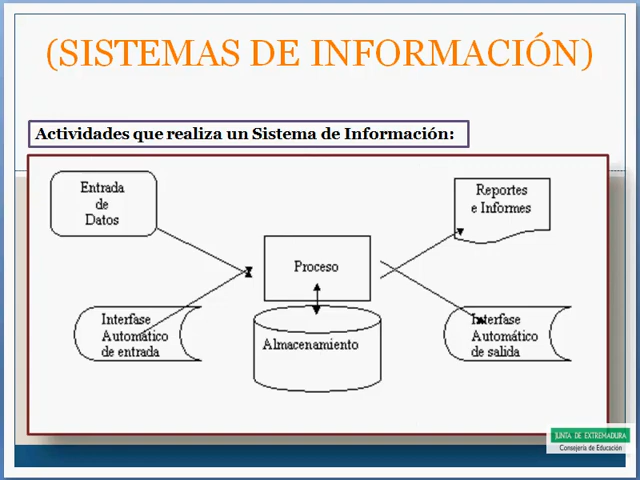 (SISTEMAS DE INFORMACIÓN)
Actividades que realiza un Sistema de Información:
Entrada
de
Datos
Reportes
e Informes
Proceso
Interfase
Automático
de entrada
Almacenamiento
Interfase
Automático
de salida
JUNTA DE EXTREMADURA
Consejería de Educación